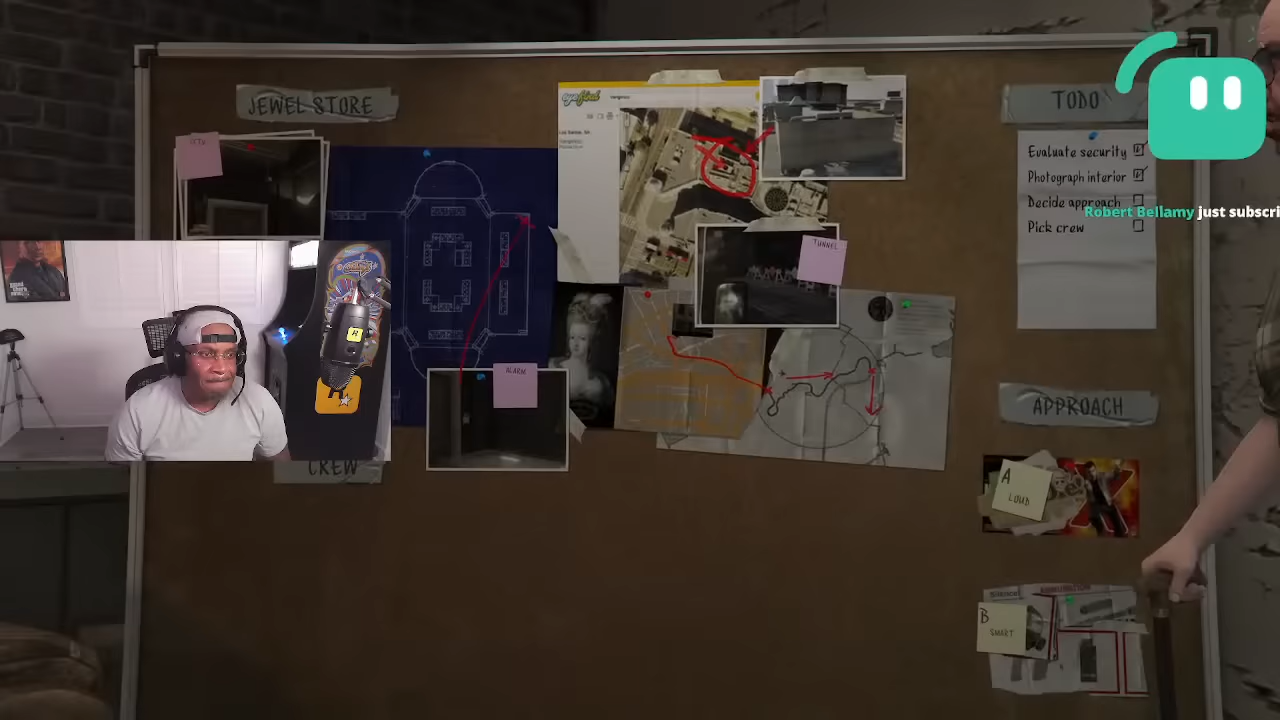 JEWEL STORE
eyefind
TODO
Evaluate security
Photograph interior
Decide approach
Robert Bellamy just subscri
Pick crew
TUNNEL
ALARM
APPROACH
CREW
A
LOUD
X
B
SMART
R